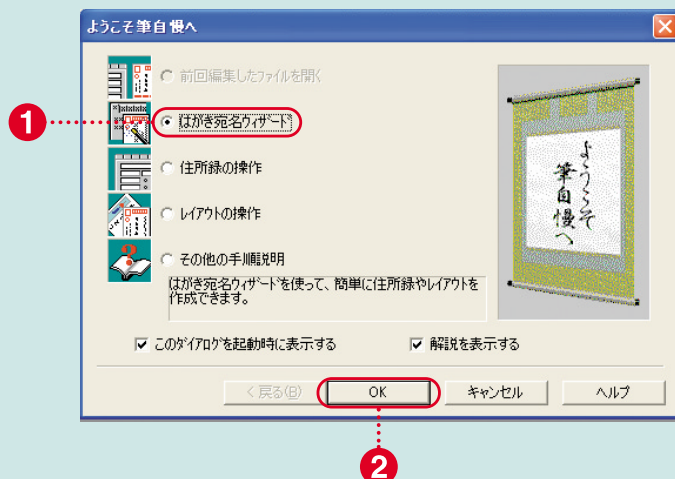 ようこそ筆自慢へ
前回編集したファイルを開く
1
はがき宛名ウィザード
住所録の操作
レイアウトの操作
その他の手順説明
はがき宛名ウィザードを使って、簡単に住所録やレイアウトを
作成できます。
ようこそ
筆自慢へ
このダイアログを起動時に表示する
解説を表示する
< 戻る(B)
OK
キャンセル
ヘルプ
2